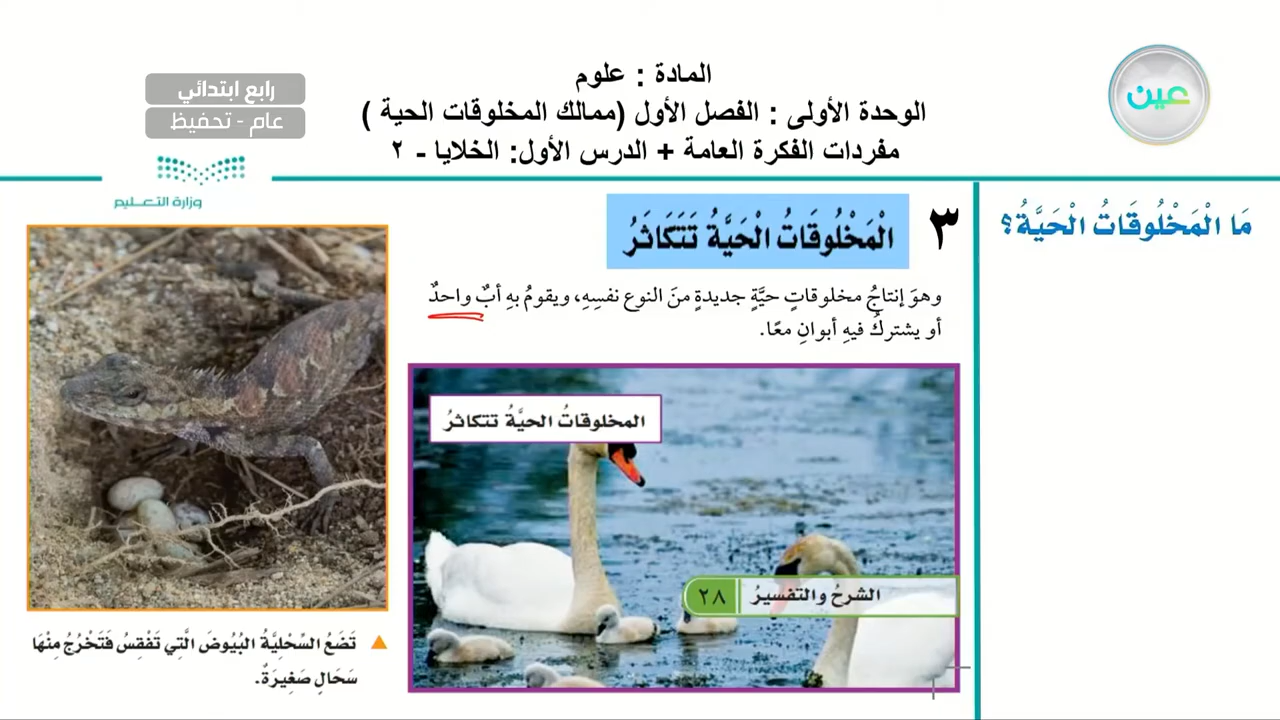 المادة : علوم
الوحدة الأولى : الفصل الأول (ممالك المخلوقات الحية )
مفردات الفكرة العامة + الدرس الأول: الخلايا - ٢
عين
رابع ابتدائي
عام - تحفيظ
وزارة التعليم
مَا الْمَخْلُوقَاتُ الْحَيَّةُ؟
٣ الْمَخْلُوقَاتُ الْحَيَّةُ تَتَكَاثَرُ
وهوَ إنتاجُ مخلوقاتٍ حيَّةٍ جديدةٍ منَ النوع نفسِهِ، ويقومُ بهِ أبٌ واحدٌ
أو يشتركُ فيهِ أبوانِ معًا.
المخلوقاتُ الحيَّةُ تتكاثرُ
الشرحُ والتفسيرُ ٢٨
تَضَعُ السِّحْلِيَّةُ الْبُيُوضَ الَّتِي تَفْقِسُ فَتَخْرُجُ مِنْهَا
سَحَالٍ صَغِيرَةٌ.